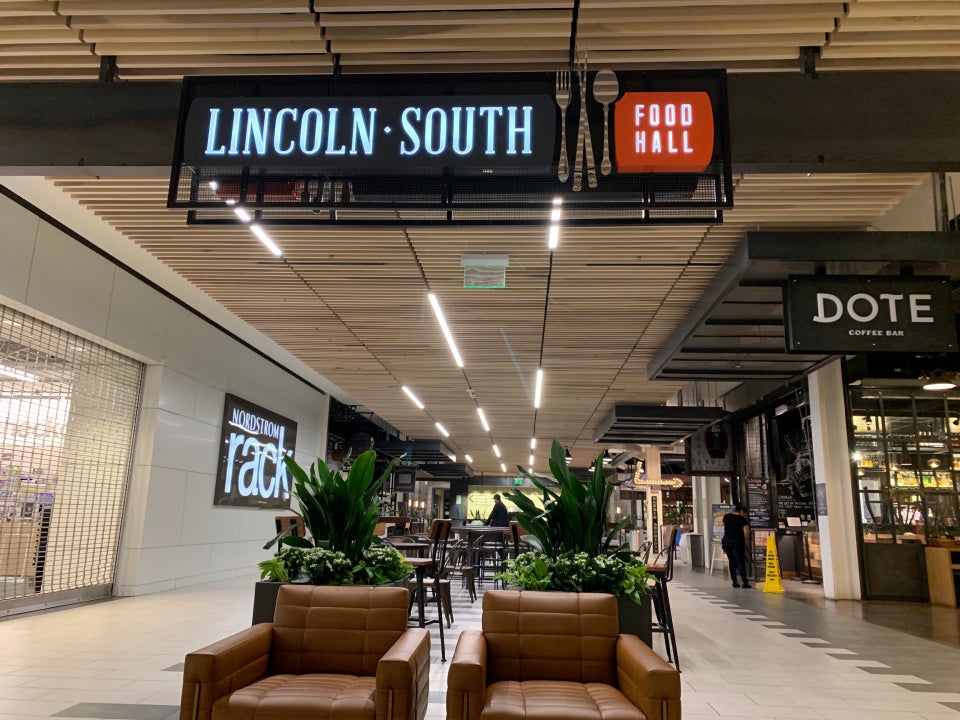 LINCOLN · SOUTH
FOOD
HALL
DOTE
COFFEE BAR
NORDSTROM
rack